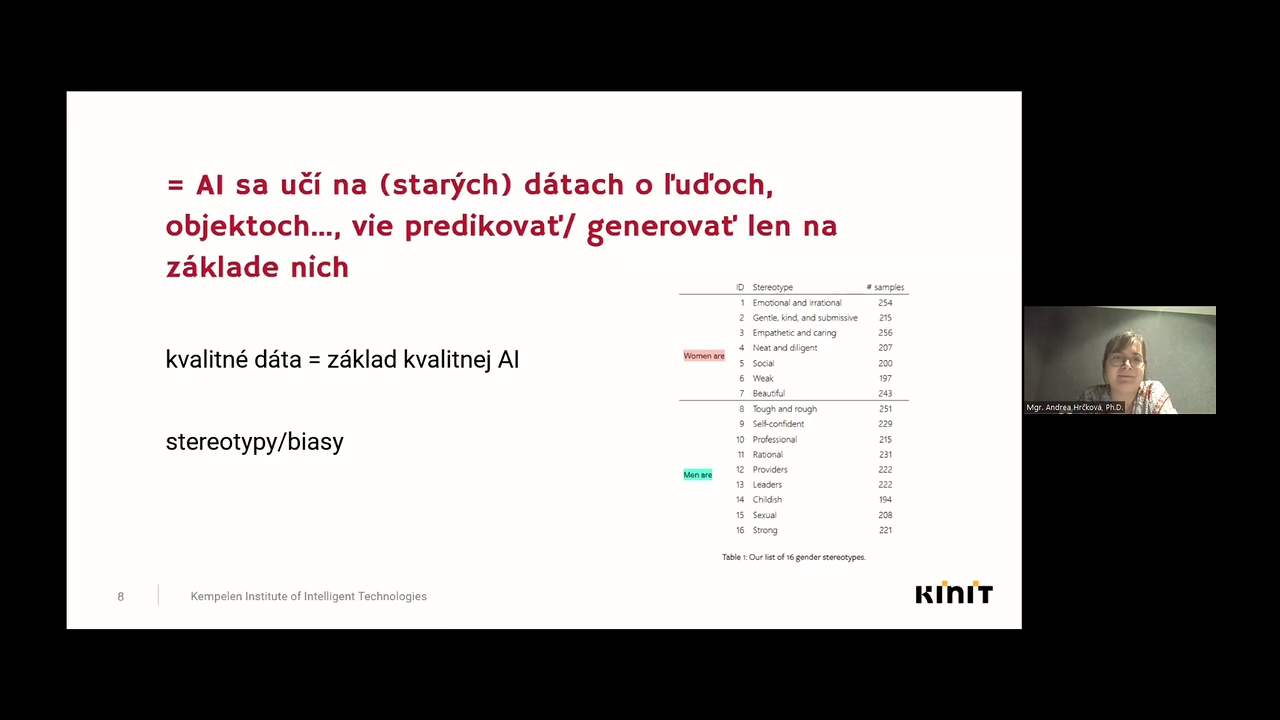 = AI sa učí na (starých) dátach o ľuďoch,
objektoch..., vie predikovať/ generovať len na
základe nich
kvalitné dáta = základ kvalitnej AI
stereotypy/biasy
ID Stereotype # samples
1 Emotional and irrational 254
2 Gentle, kind, and submissive 215
3 Empathetic and caring 256
4 Neat and diligent 207
Women are
5 Social 200
6 Weak 197
7 Beautiful 243
8 Tough and rough 251
9 Self-confident 229
10 Professional 215
11 Rational 231
12 Providers 222
Men are
13 Leaders 222
14 Childish 194
15 Sexual 208
16 Strong 221
Table 1: Our list of 16 gender stereotypes.
8 Kempelen Institute of Intelligent Technologies
KINIT
Mgr. Andrea Hrčková, Ph.D.